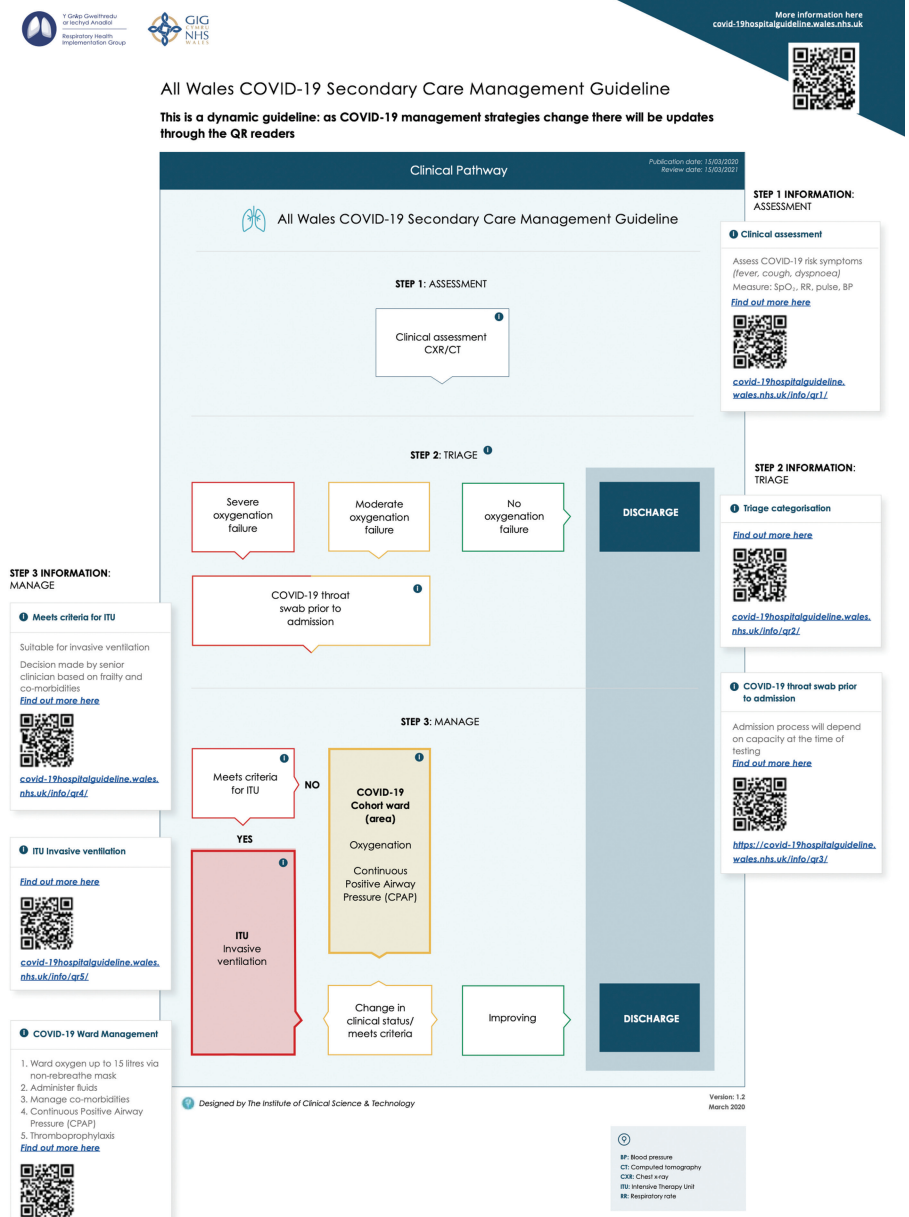 Y Grŵp Gweithredu
ar Iechyd Anadlol
Respiratory Health
Implementation Group
GIG
CYMRU
NHS
WALES
More information here
covid-19hospitalguideline.wales.nhs.uk
All Wales COVID-19 Secondary Care Management Guideline
This is a dynamic guideline: as COVID-19 management strategies change there will be updates
through the QR readers
Clinical Pathway
Publication date: 15/03/2020
Review date: 15/03/2021
All Wales COVID-19 Secondary Care Management Guideline
STEP 1: ASSESSMENT
Clinical assessment
CXR/CT
STEP 1 INFORMATION:
ASSESSMENT
Clinical assessment
Assess COVID-19 risk symptoms
(fever, cough, dyspnoea)
Measure: SpO₂, RR, pulse, BP
Find out more here
covid-19hospitalguideline.
wales.nhs.uk/info/qr1/
STEP 2: TRIAGE
Severe
oxygenation
failure
Moderate
oxygenation
failure
No
oxygenation
failure
DISCHARGE
COVID-19 throat
swab prior to
admission
STEP 2 INFORMATION:
TRIAGE
Triage categorisation
Find out more here
covid-19hospitalguideline.wales.
nhs.uk/info/qr2/
COVID-19 throat swab prior
to admission
Admission process will depend
on capacity at the time of
testing
Find out more here
https://covid-19hospitalguideline.
wales.nhs.uk/info/qr3/
STEP 3 INFORMATION:
MANAGE
Meets criteria for ITU
Suitable for invasive ventilation
Decision made by senior
clinician based on frailty and
co-morbidities
Find out more here
covid-19hospitalguideline.wales.
nhs.uk/info/qr4/
ITU Invasive ventilation
Find out more here
covid-19hospitalguideline.wales.
nhs.uk/info/qr5/
COVID-19 Ward Management
1. Ward oxygen up to 15 litres via
non-rebreathe mask
2. Administer fluids
3. Manage co-morbidities
4. Continuous Positive Airway
Pressure (CPAP)
5. Thromboprophylaxis
Find out more here
STEP 3: MANAGE
Meets criteria
for ITU
NO
YES
COVID-19
Cohort ward
(area)
Oxygenation
Continuous
Positive Airway
Pressure (CPAP)
ITU
Invasive
ventilation
Change in
clinical status/
meets criteria
Improving
DISCHARGE
Designed by The Institute of Clinical Science & Technology
Version: 1.2
March 2020
BP: Blood pressure
CT: Computed tomography
CXR: Chest x-ray
ITU: Intensive Therapy Unit
RR: Respiratory rate